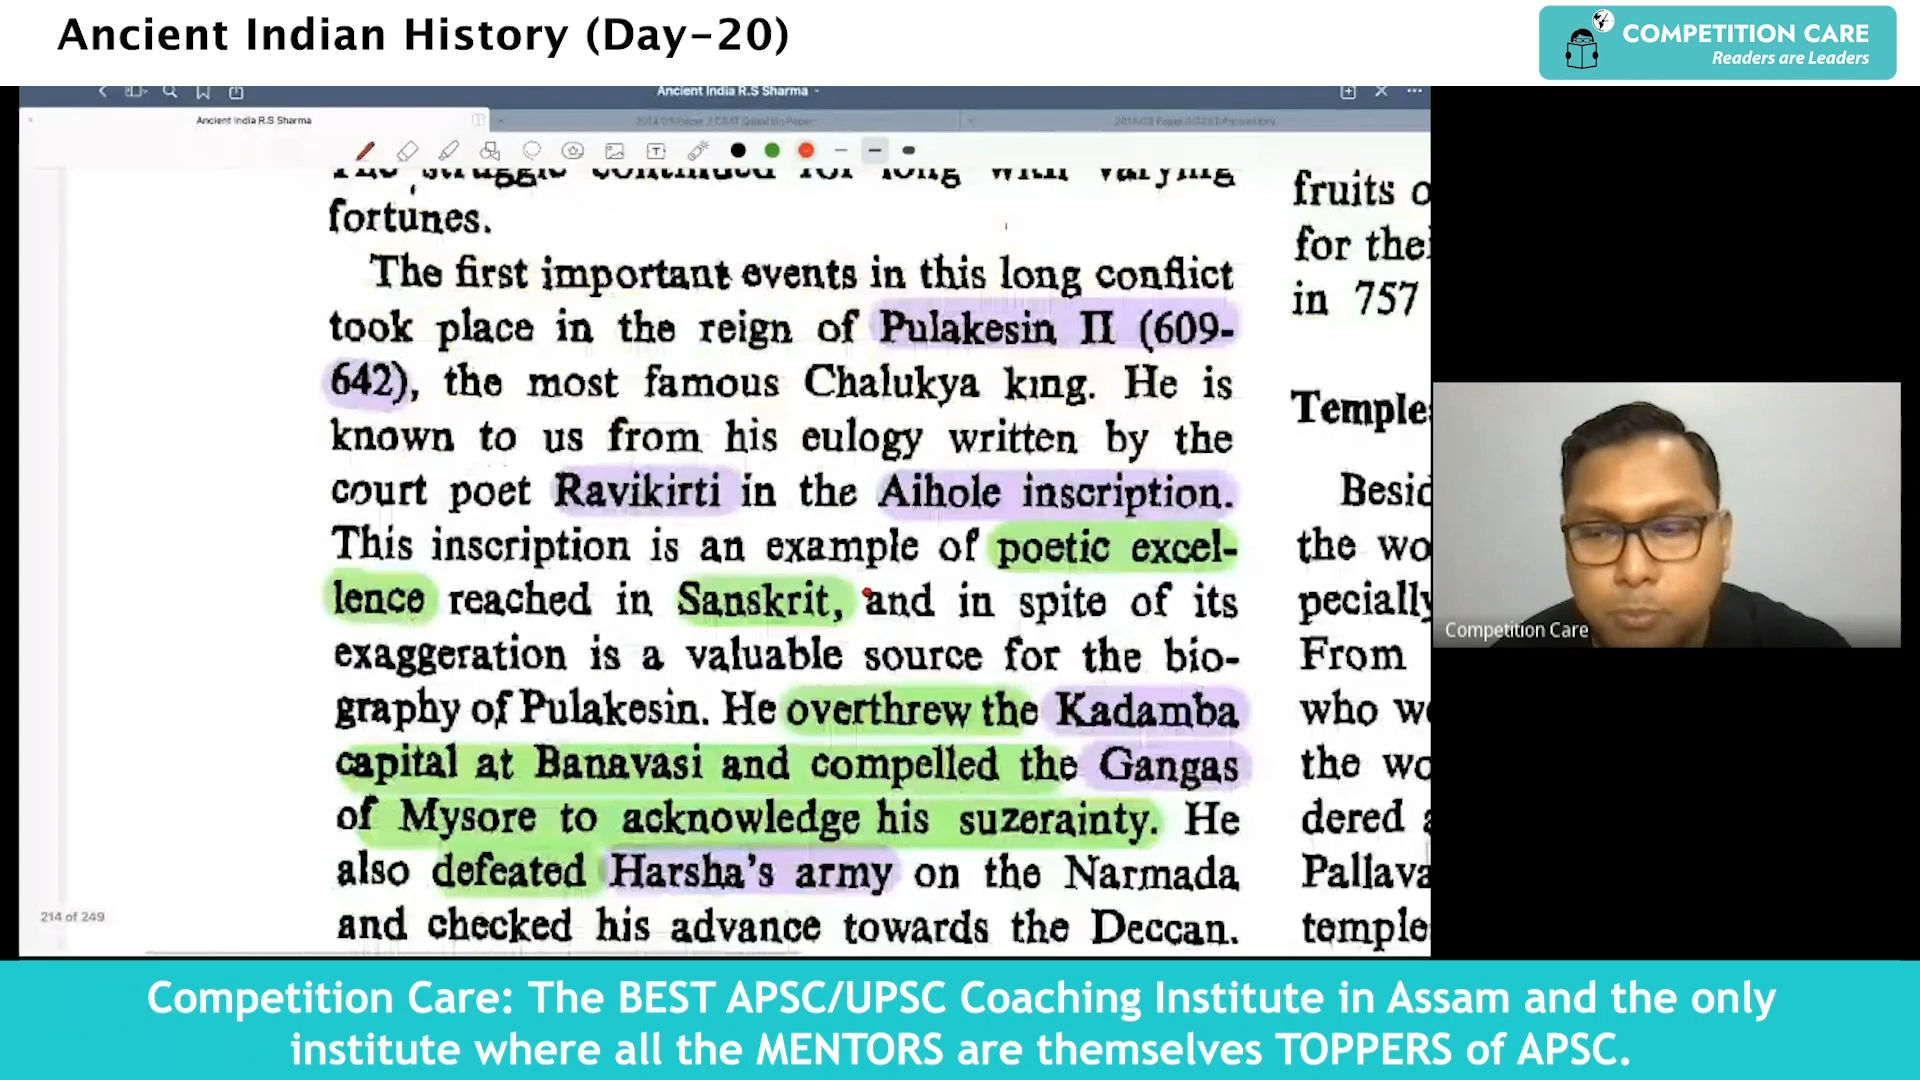 Ancient Indian History (Day-20)
COMPETITION CARE
Readers are Leaders
Ancient India R.S Sharma
Ancient India R.S Sharma
The struggle continued for long with varying
fortunes.
The first important events in this long conflict
took place in the reign of Pulakesin II (609-
642), the most famous Chalukya king. He is
known to us from his eulogy written by the
court poet Ravikirti in the Aihole inscription.
This inscription is an example of poetic excel-
lence reached in Sanskrit, and in spite of its
exaggeration is a valuable source for the bio-
graphy of Pulakesin. He overthrew the Kadamba
capital at Banavasi and compelled the Gangas
of Mysore to acknowledge his suzerainty. He
also defeated Harsha's army on the Narmada
and checked his advance towards the Deccan.
fruits
for
in 757
Temple
the
From
who
the
dered
temple
214 of 249
Competition Care
Competition Care: The BEST APSC/UPSC Coaching Institute in Assam and the only
institute where all the MENTORS are themselves TOPPERS of APSC.